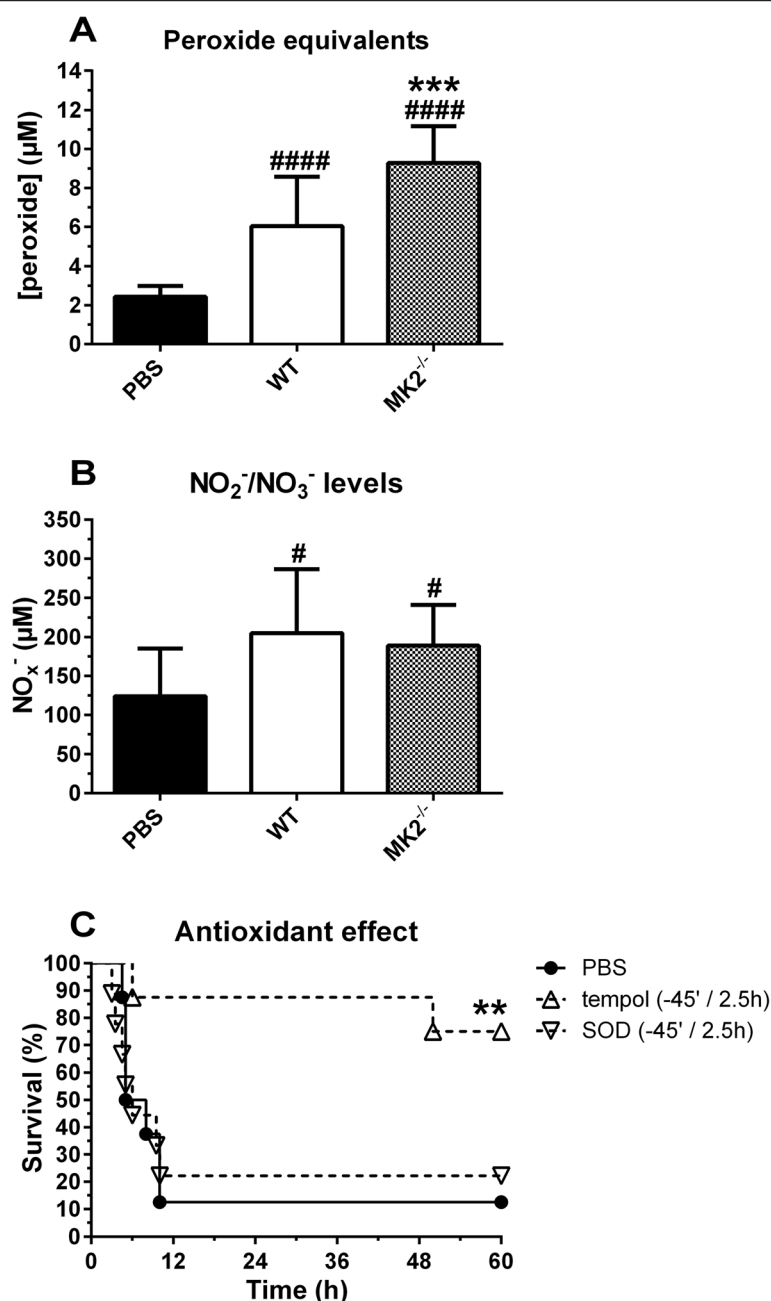 A
Peroxide equivalents
[peroxide] (µM)
14
12
10
8
6
4
2
0
####
***
####
PBS
WT
MK2-/-
B
NO2-/NO3- levels
NOx- (µM)
350
300
250
200
150
100
50
0
#
#
PBS
WT
MK2-/-
C
Antioxidant effect
Survival (%)
100
90
80
70
60
50
40
30
20
10
0
**
PBS
tempol (-45' / 2.5h)
SOD (-45' / 2.5h)
0 12 24 36 48 60
Time (h)